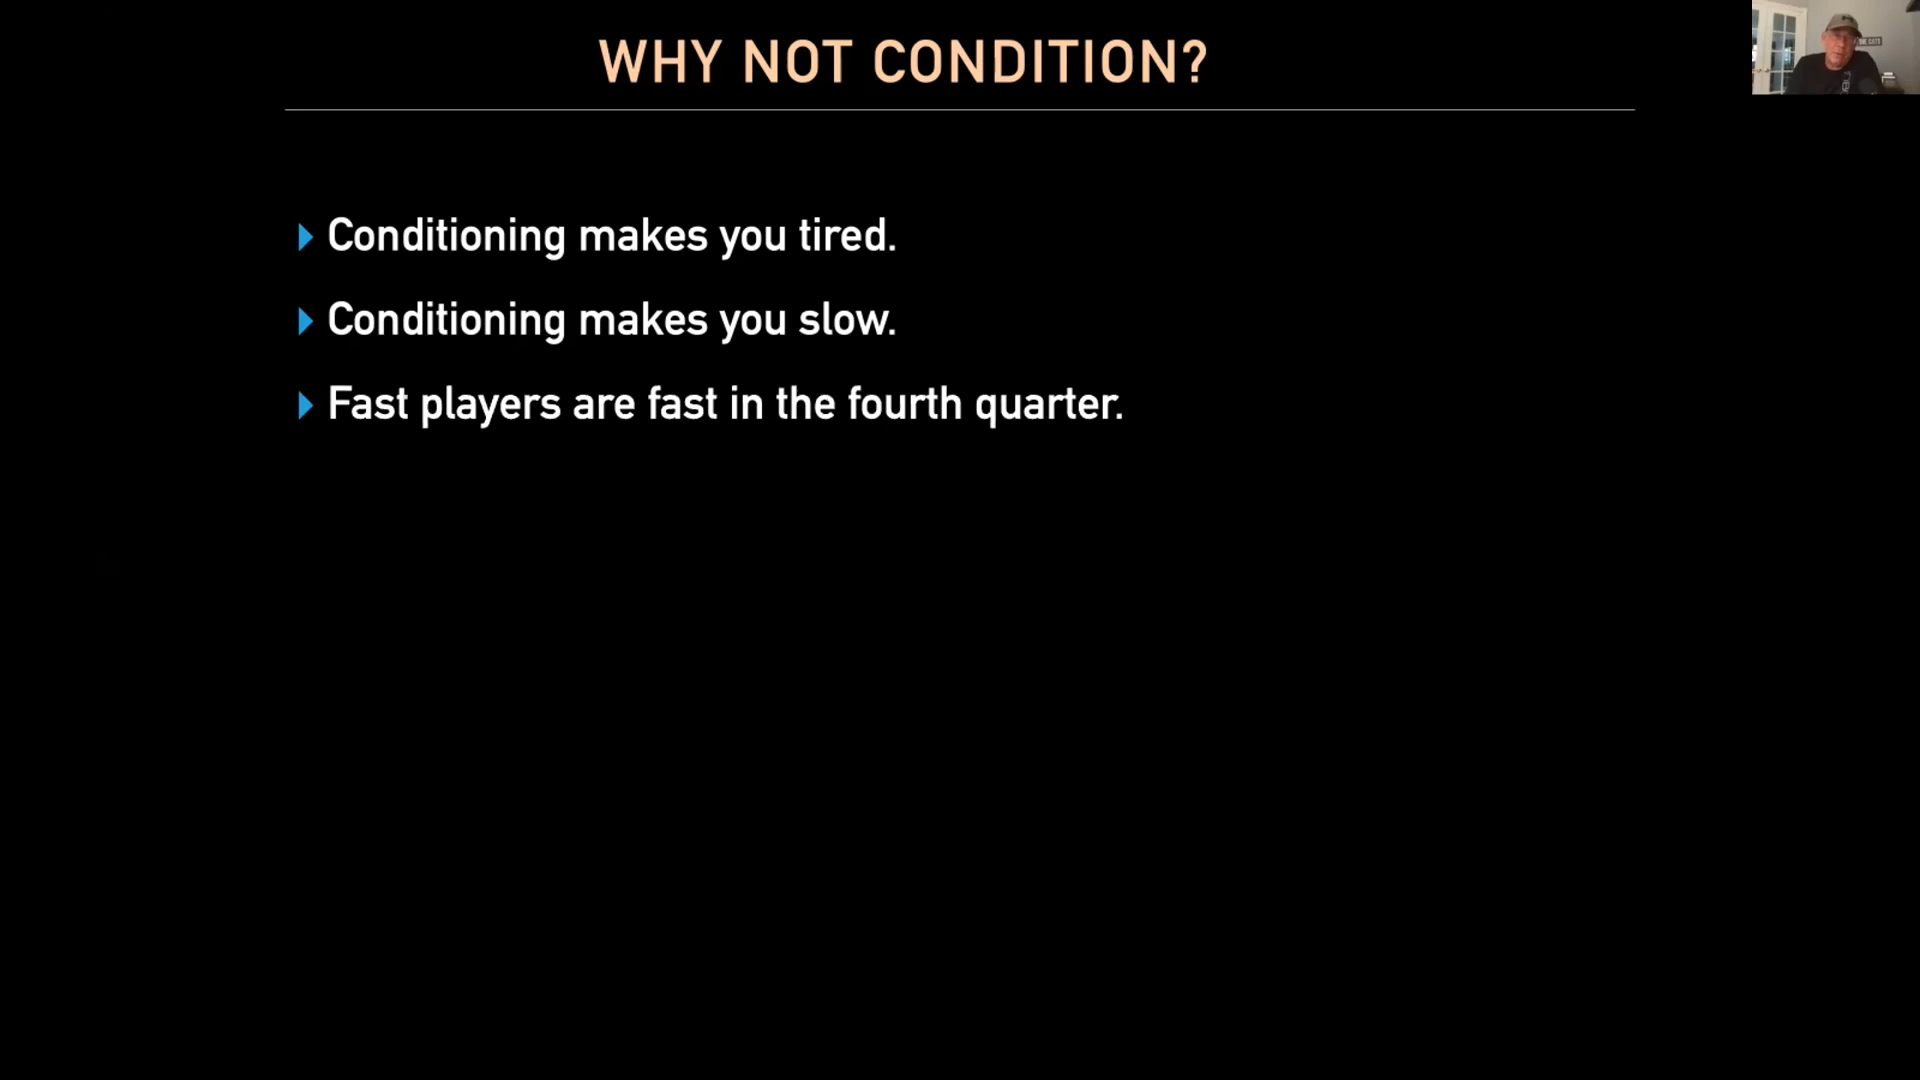 WHY NOT CONDITION?
Conditioning makes you tired.
Conditioning makes you slow.
Fast players are fast in the fourth quarter.